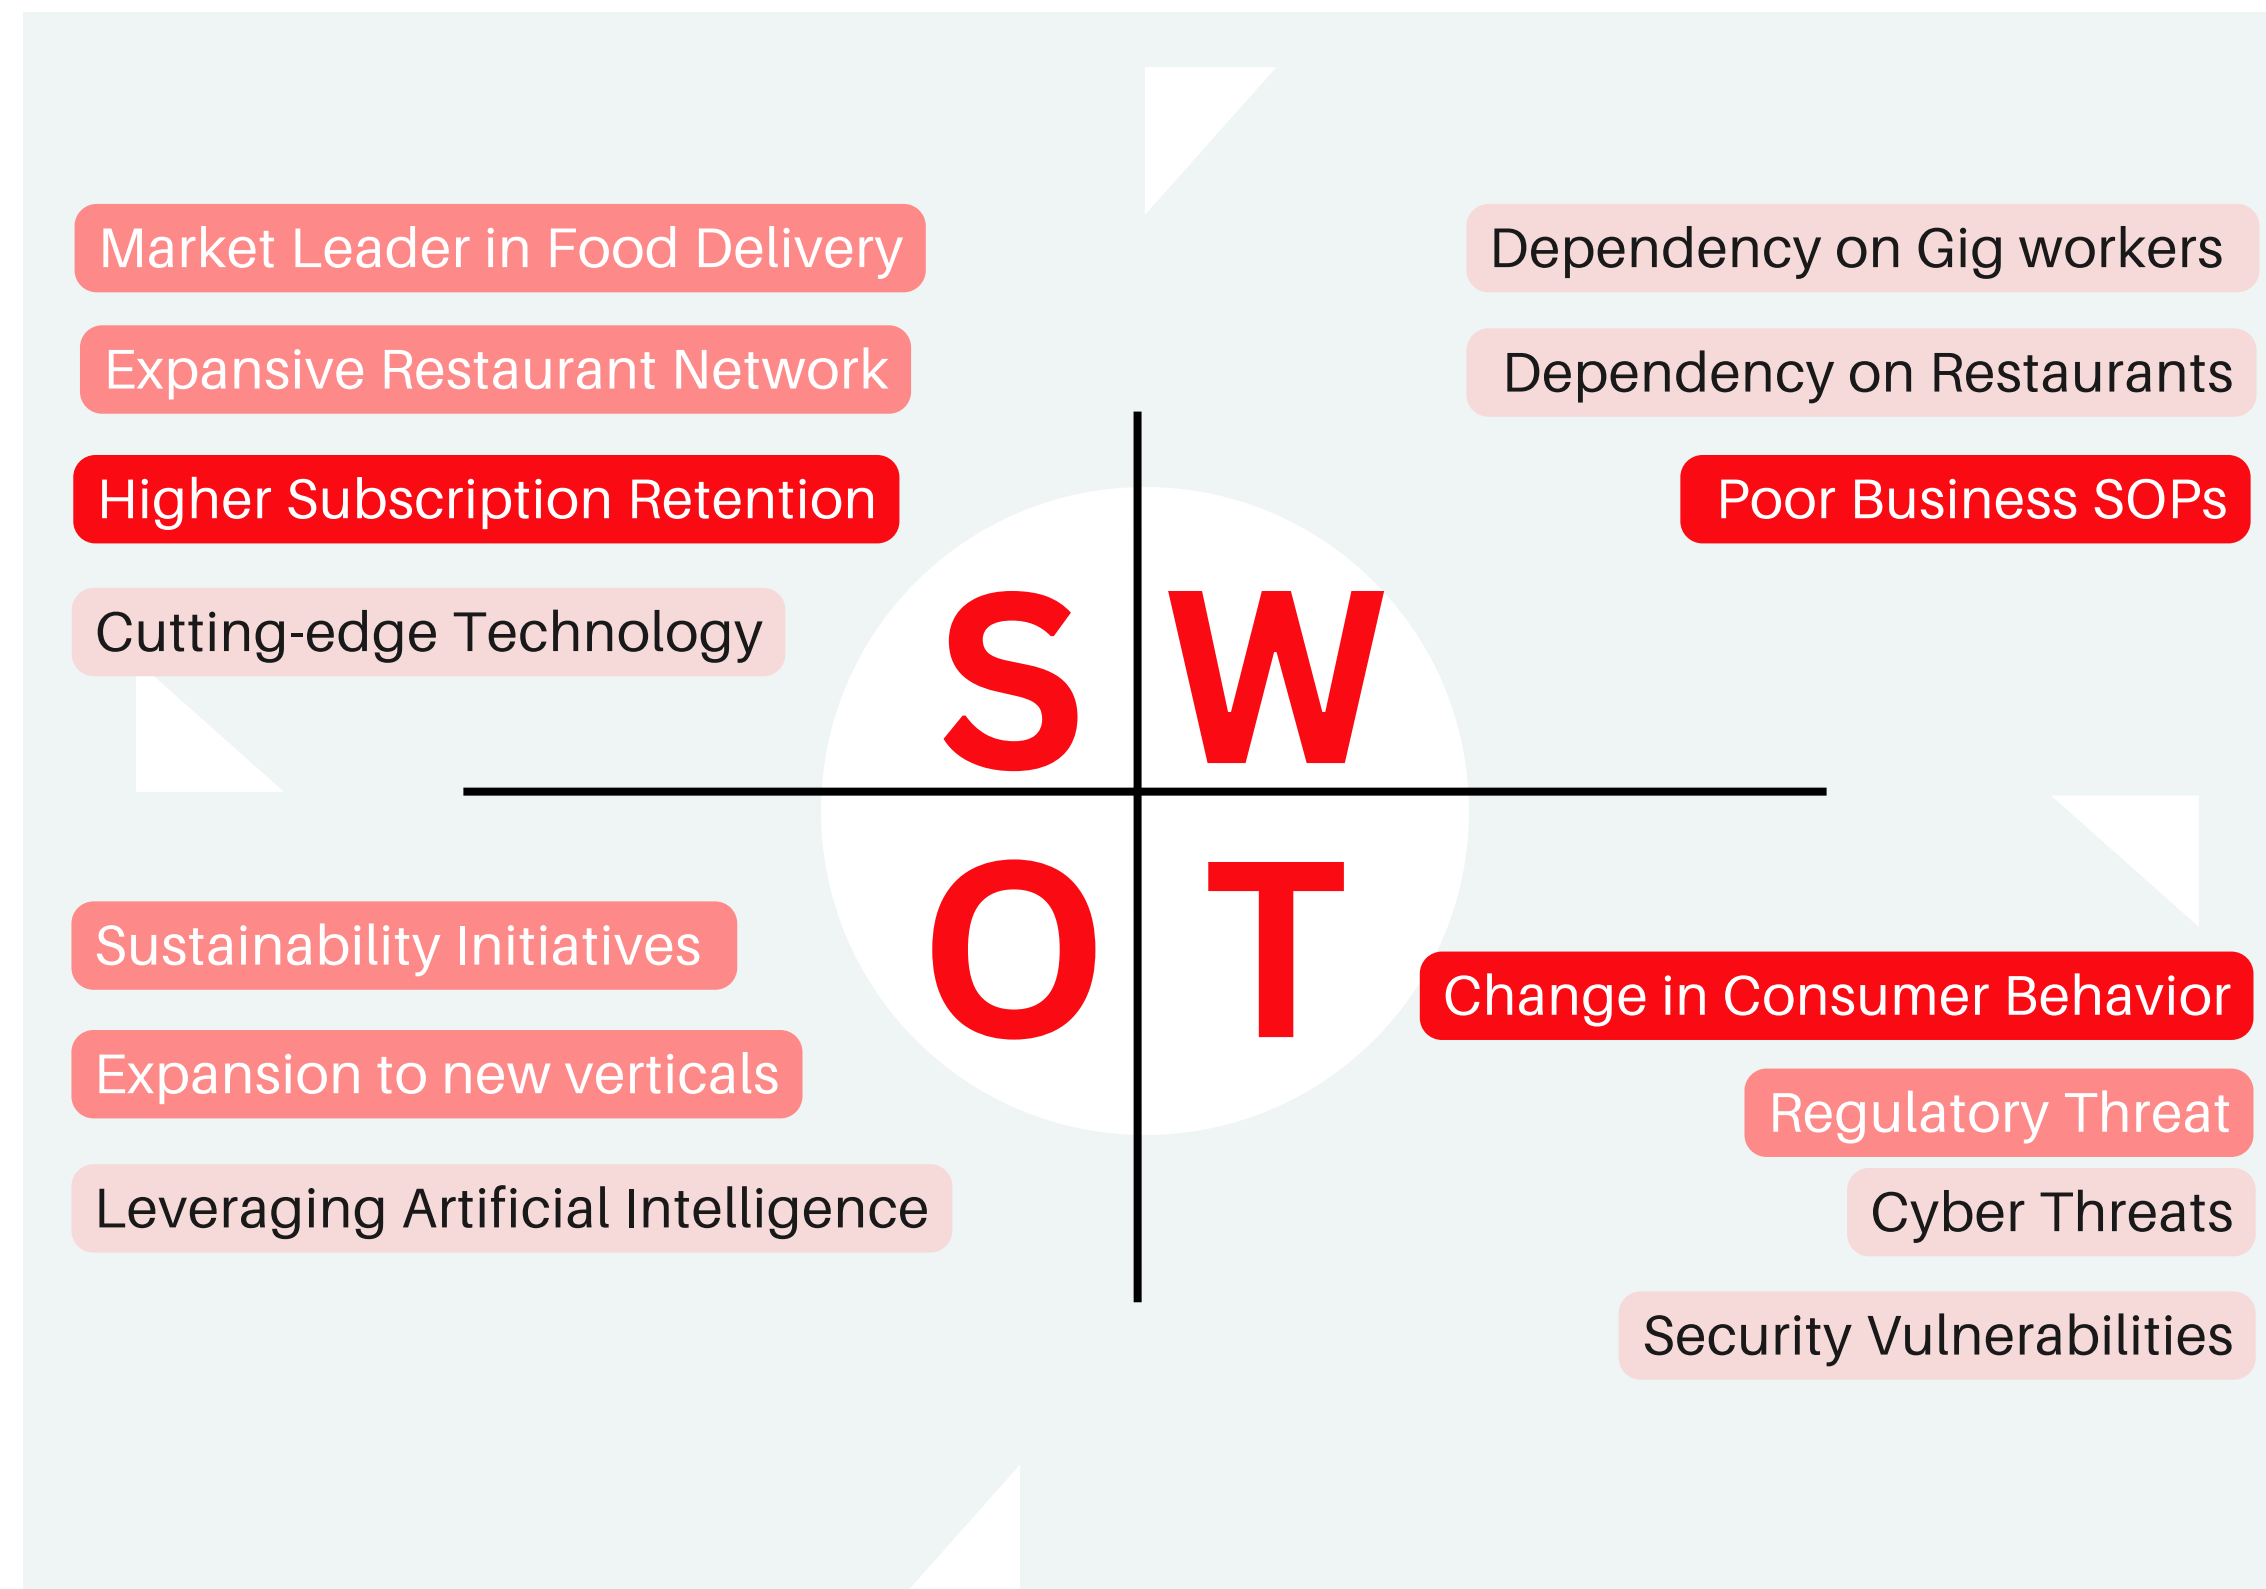 Market Leader in Food Delivery
Expansive Restaurant Network
Higher Subscription Retention
Cutting-edge Technology
Dependency on Gig workers
Dependency on Restaurants
Poor Business SOPs
S W
O T
Sustainability Initiatives
Expansion to new verticals
Leveraging Artificial Intelligence
Change in Consumer Behavior
Regulatory Threat
Cyber Threats
Security Vulnerabilities